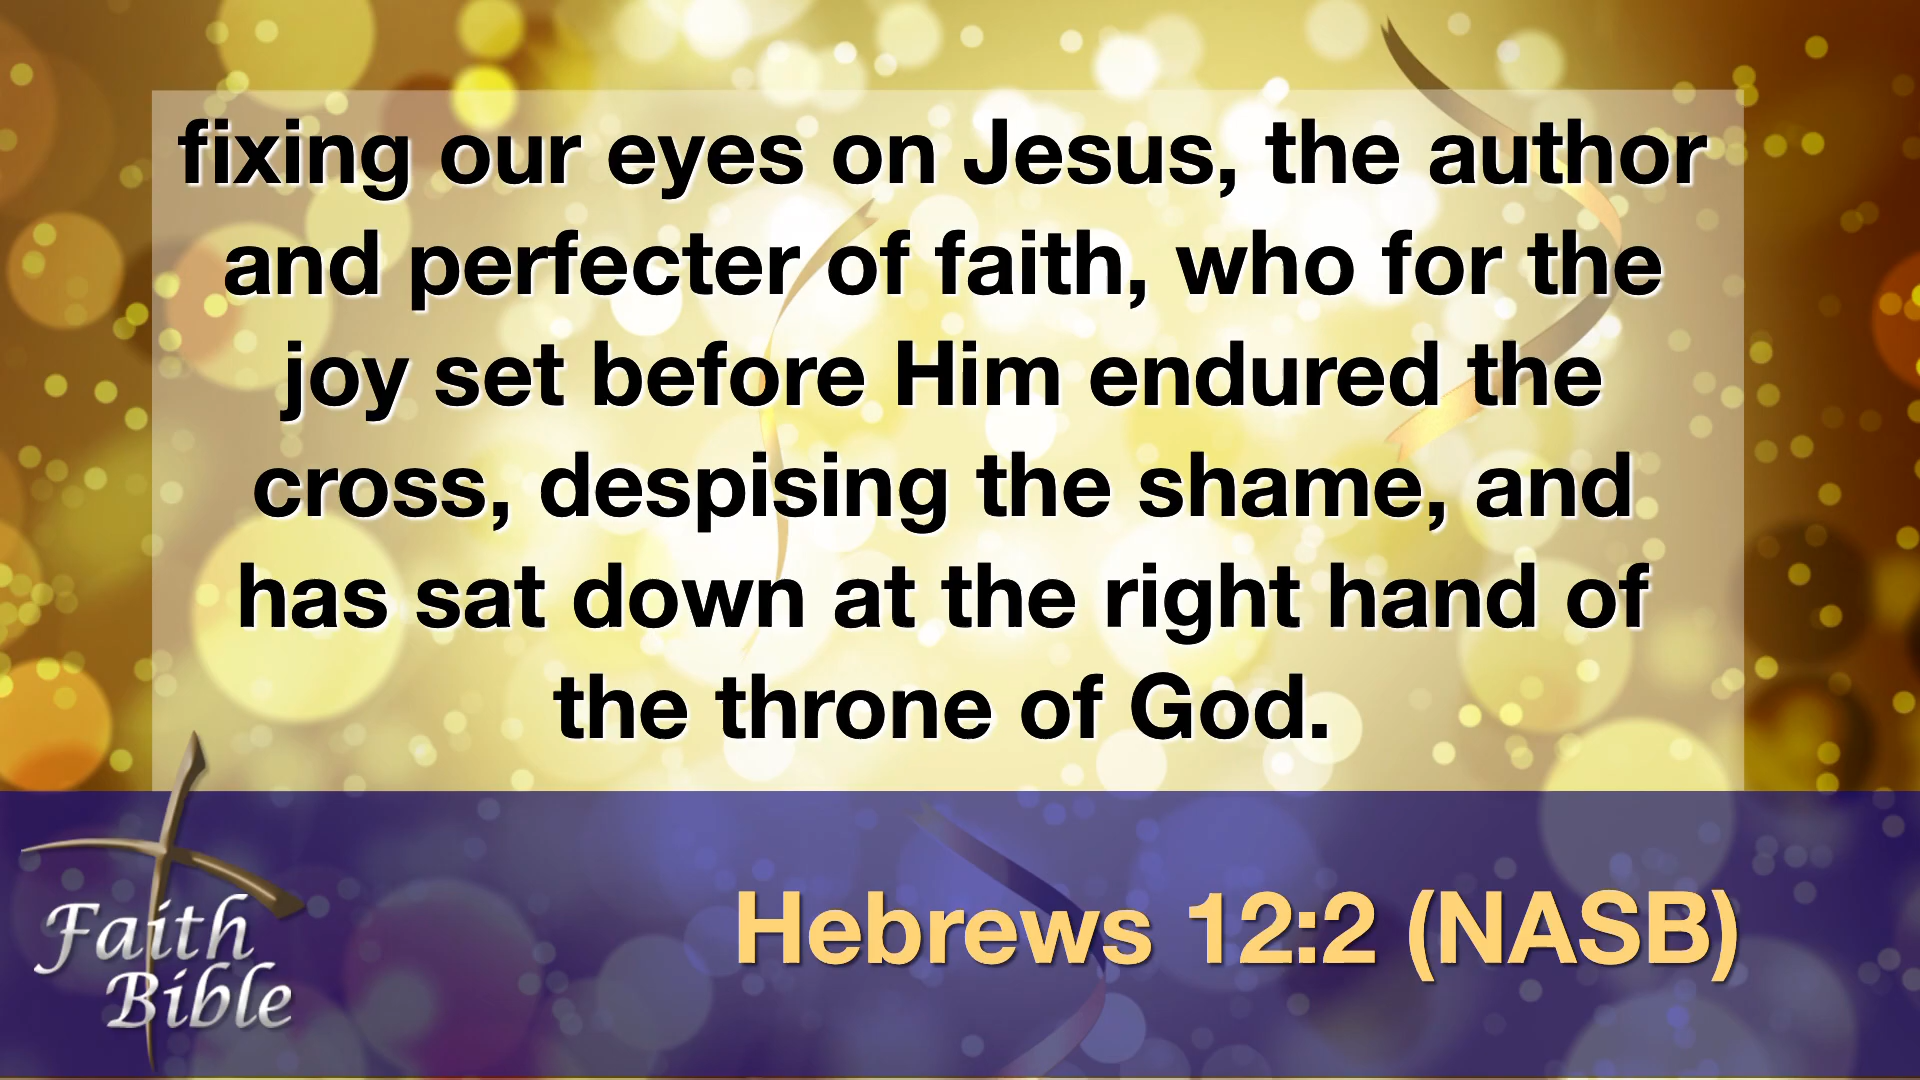 fixing our eyes on Jesus, the author
and perfecter of faith, who for the
joy set before Him endured the
cross, despising the shame, and
has sat down at the right hand of
the throne of God.
Hebrews 12:2 (NASB)
Faith
Bible